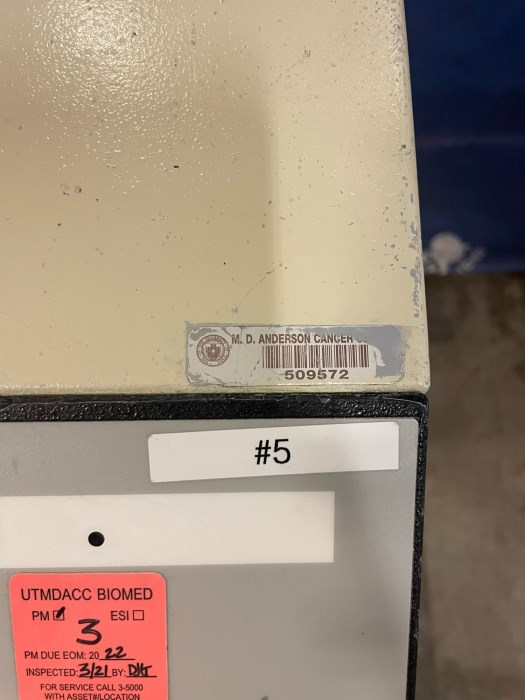 M. D. ANDERSON CANCER
509572
#5
UTMDACC BIOMED
PM ESI
3
PM DUE EOM: 20 22
INSPECTED: 3/21 BY:
FOR SERVICE CALL 3-5000
WITH ASSET#/LOCATION